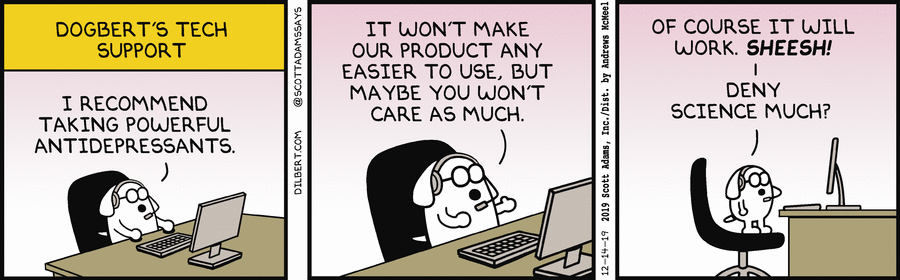 DOGBERT'S TECH
SUPPORT
I RECOMMEND
TAKING POWERFUL
ANTIDEPRESSANTS.
DILBERT.COM @SCOTTADAMSSAYS
IT WON'T MAKE
OUR PRODUCT ANY
EASIER TO USE, BUT
MAYBE YOU WON'T
CARE AS MUCH.
12-14-19 2019 Scott Adams, Inc./Dist. by Andrews McMeel
OF COURSE IT WILL
WORK. SHEESH!
DENY
SCIENCE MUCH?